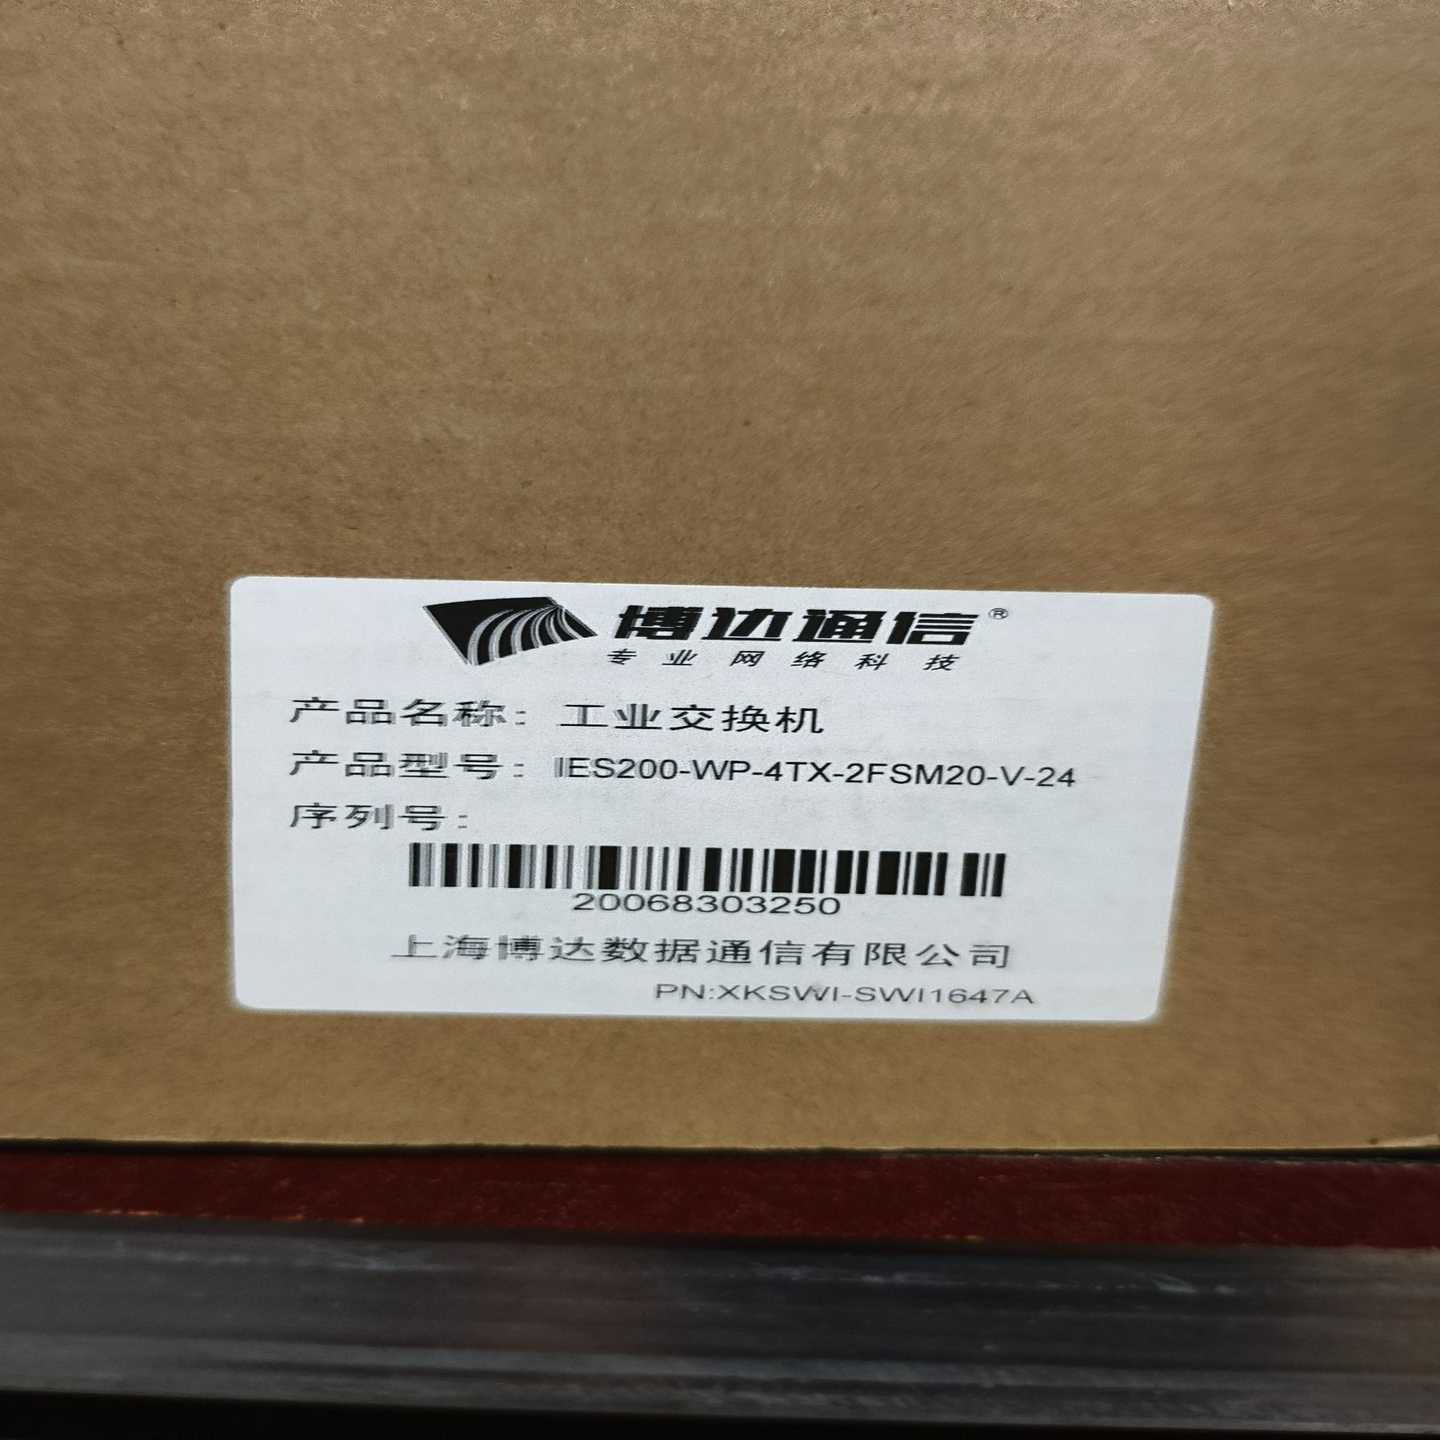 博达通信®
专业网络科技
产品名称：工业交换机
产品型号：IES200-WP-4TX-2FSM20-V-24
序列号：
20068303250
上海博达数据通信有限公司
PN:XKSWI-SWI1647A